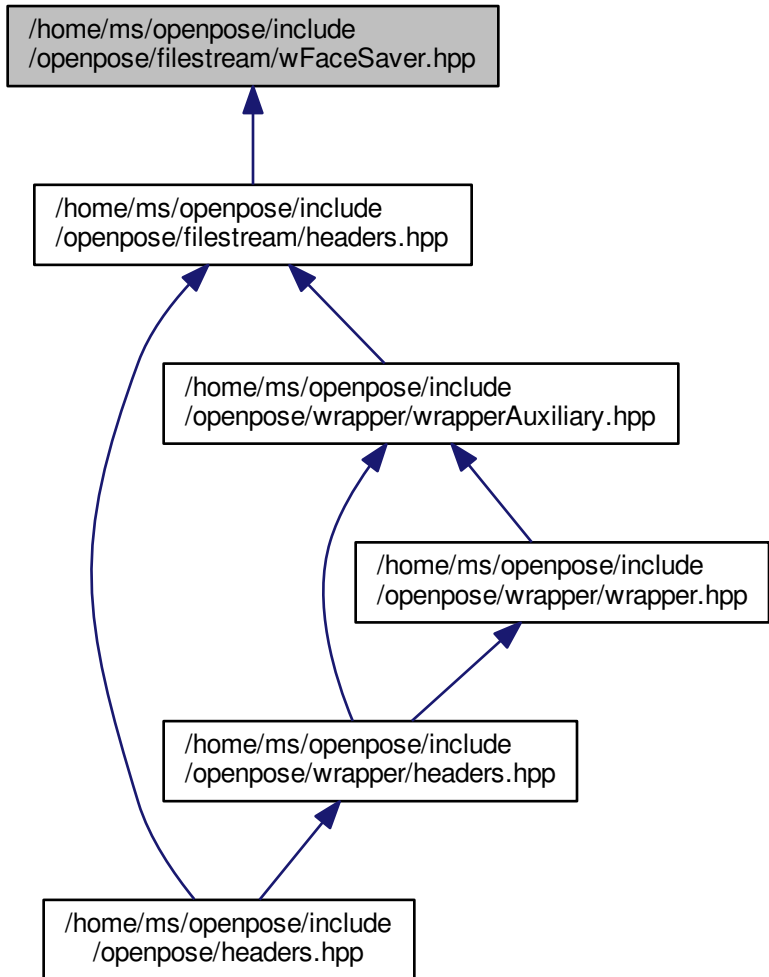 /home/ms/openpose/include
/openpose/filestream/wFaceSaver.hpp
/home/ms/openpose/include
/openpose/filestream/headers.hpp
/home/ms/openpose/include
/openpose/wrapper/wrapperAuxiliary.hpp
/home/ms/openpose/include
/openpose/wrapper/wrapper.hpp
/home/ms/openpose/include
/openpose/wrapper/headers.hpp
/home/ms/openpose/include
/openpose/headers.hpp